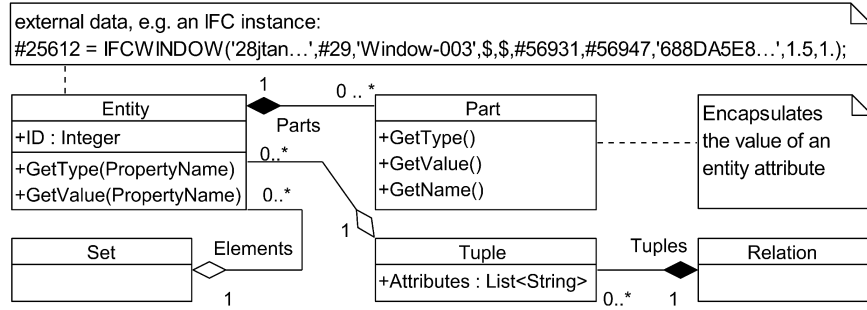 external data, e.g. an IFC instance:
#25612 = IFCWINDOW('28jtan…',#29,'Window-003',$,$,#56931,#56947,'688DA5E8…',1.5,1.);
Entity
+ID : Integer
+GetType(PropertyName)
+GetValue(PropertyName)
1
0 .. *
Parts
Part
+GetType()
+GetValue()
+GetName()
Encapsulates
the value of an
entity attribute
0..*
0..*
1
Set
Elements
1
Tuple
+Attributes : List<String>
Tuples
0..*
1
Relation